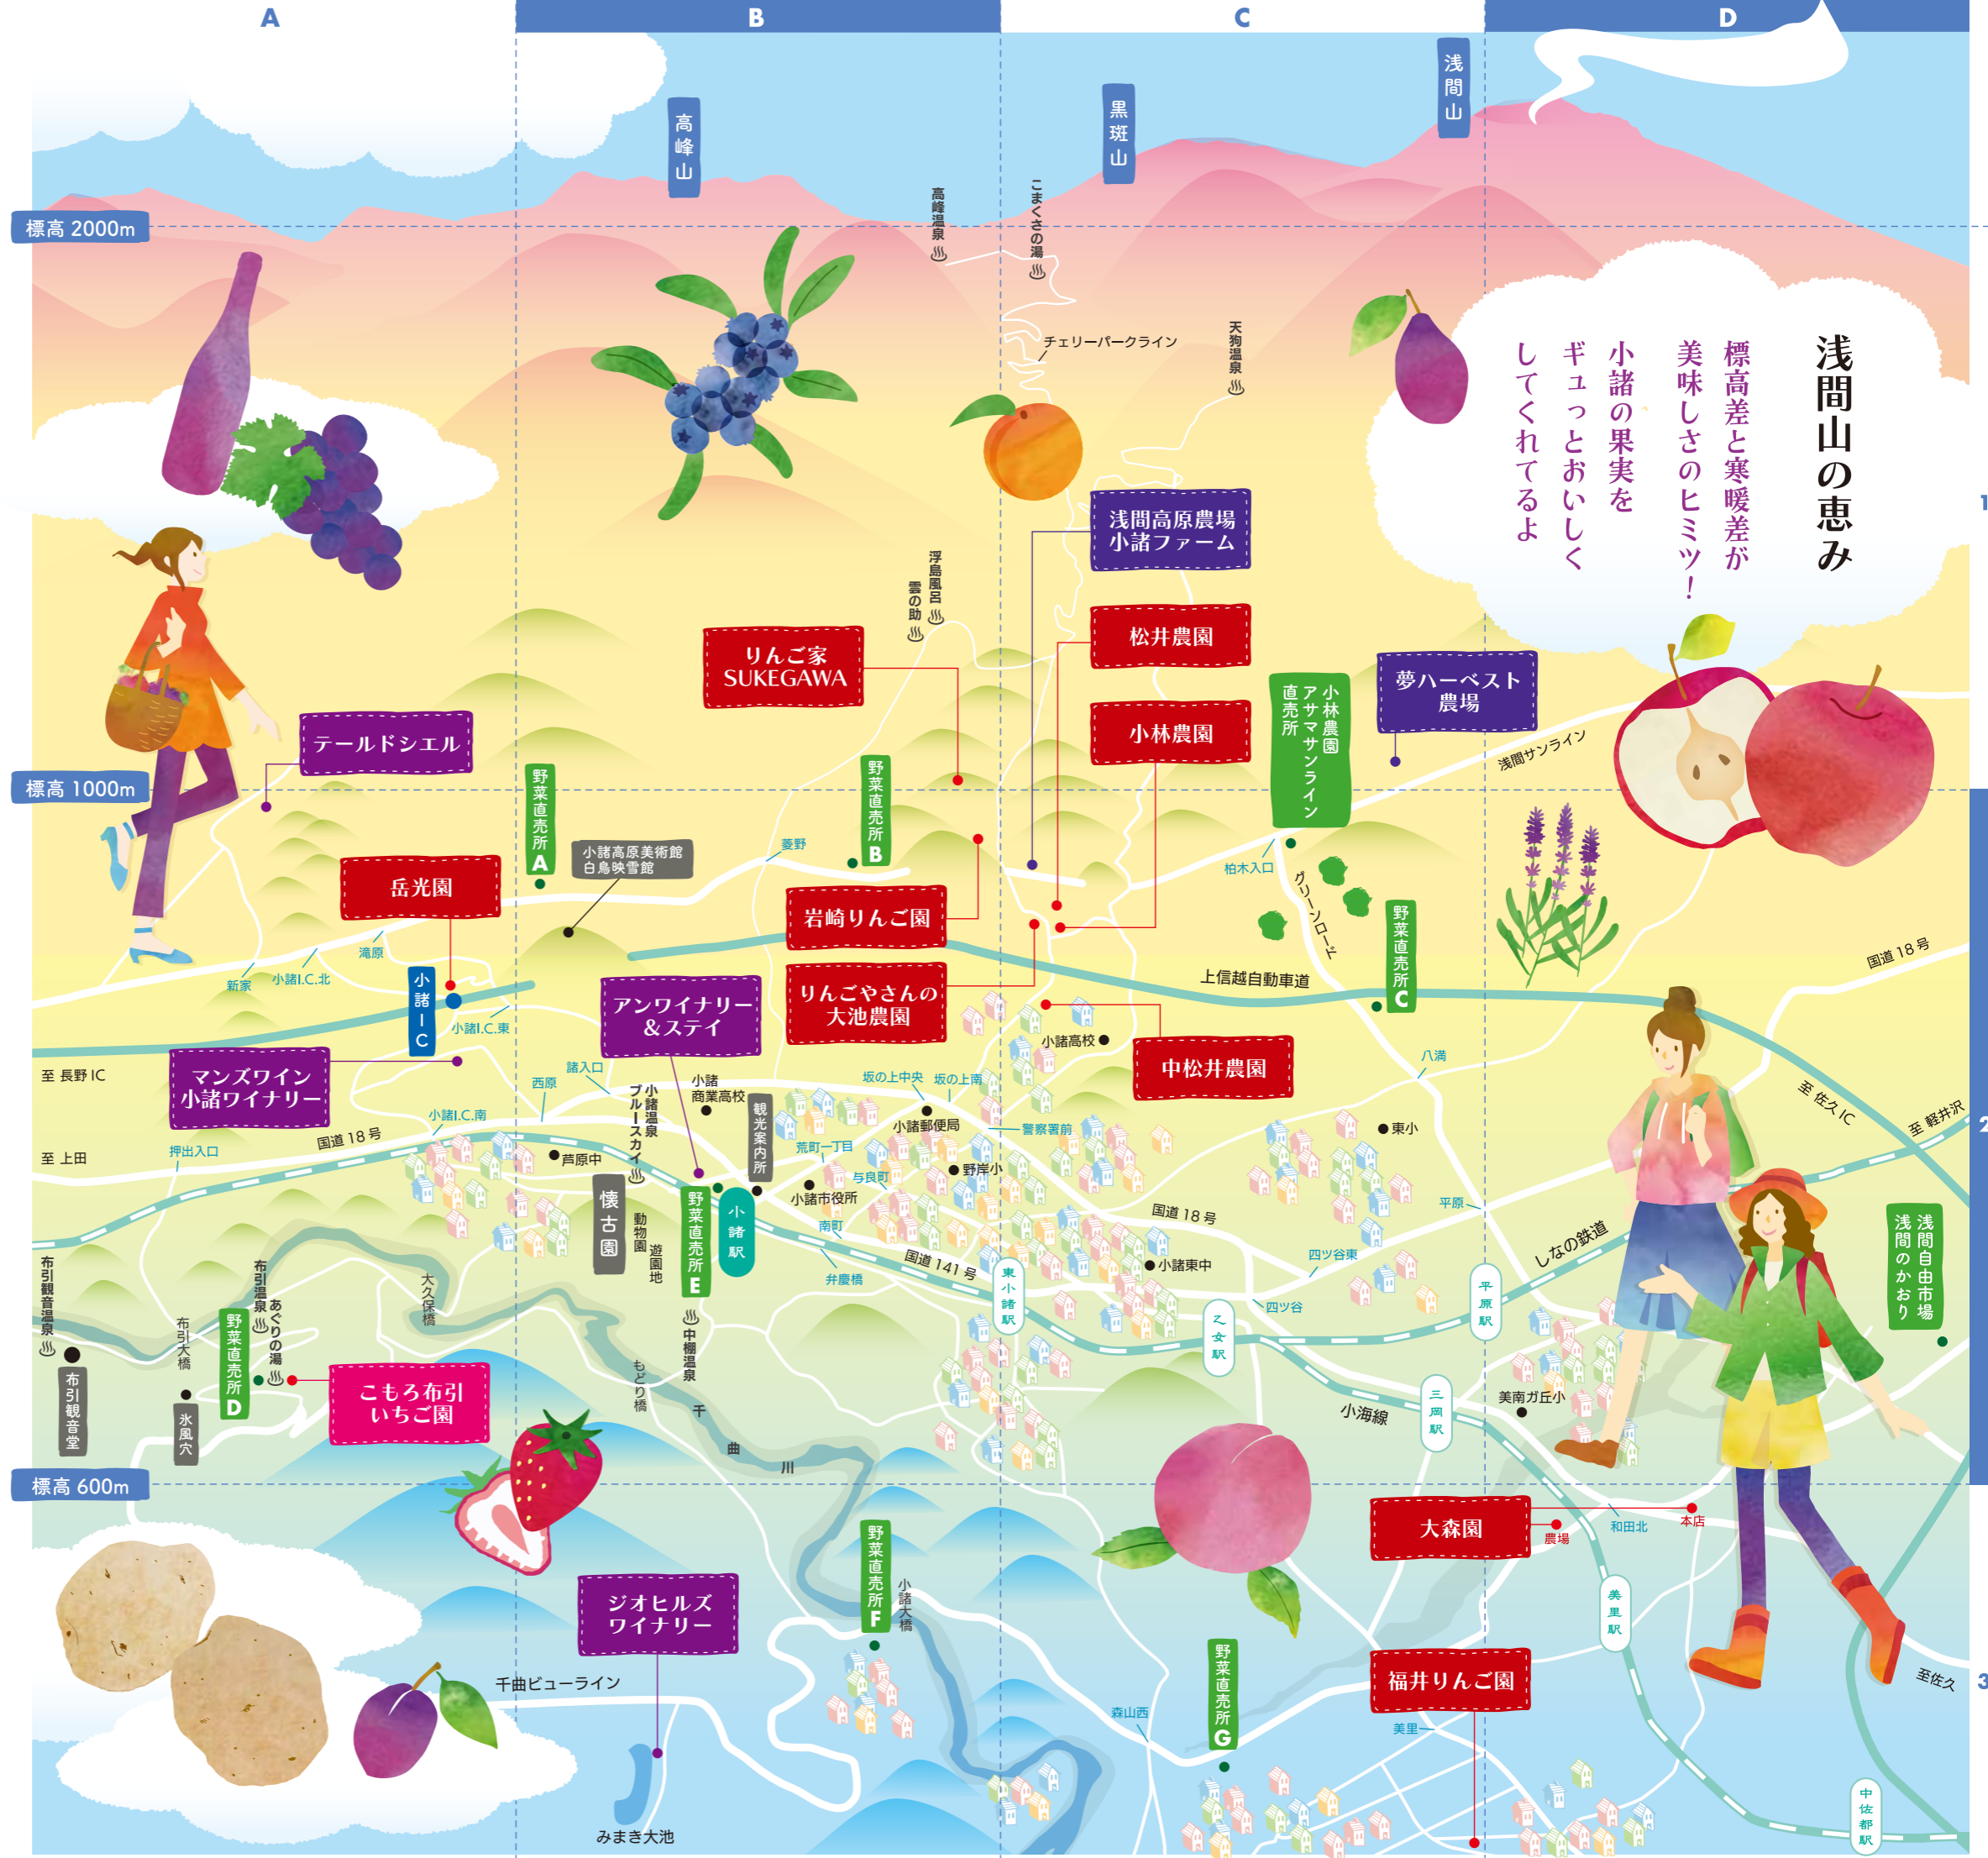 A
B
C
D
浅間山
黒斑山
高峰山
標高 2000m
高峰温泉
こまくさの湯
チェリーパークライン
天狗温泉
浅間山の恵み
標高差と寒暖差が
美味しさのヒミツ！
小諸の果実を
ギュっとおいしく
してくれてるよ
1
浅間高原農場
小諸ファーム
浮島風呂
雲の助
松井農園
りんご家
SUKEGAWA
小林農園
小林農園
アサマサンライン
直売所
夢ハーベスト
農場
浅間サンライン
テールドシエル
標高 1000m
野菜直売所 A
野菜直売所 B
小諸高原美術館
白鳥映雪館
菱野
柏木入口
グリーンロード
岳光園
岩崎りんご園
野菜直売所 C
国道 18 号
滝原
小諸I.C.北
新家
小諸IC
小諸I.C.東
アンワイナリー
＆ステイ
りんごやさんの
大池農園
上信越自動車道
小諸高校
中松井農園
八満
至 長野 IC
マンズワイン
小諸ワイナリー
諸入口
西原
小諸温泉
ブルースカイ
小諸
商業高校
観光案内所
坂の上中央
坂の上南
小諸郵便局
警察署前
東小
至 佐久 IC
至 軽井沢
2
小諸I.C.南
国道 18 号
至 上田
押出入口
芦原中
荒町一丁目
野岸小
与良町
小諸市役所
懐古園
動物園
遊園地
野菜直売所 E
小諸駅
南町
弁慶橋
国道 141 号
国道 18 号
平原
しなの鉄道
浅間自由市場
浅間のかおり
小諸東中
四ツ谷東
四ツ谷
東小諸駅
乙女駅
平原駅
布引観音温泉
布引観音堂
布引大橋
氷風穴
野菜直売所 D
布引温泉
あぐりの湯
大久保橋
こもろ布引
いちご園
もどり橋
中棚温泉
千曲川
小海線
三岡駅
美南ガ丘小
標高 600m
大森園
農場
本店
和田北
野菜直売所 F
小諸大橋
ジオヒルズ
ワイナリー
千曲ビューライン
みまき大池
野菜直売所 G
森山西
福井りんご園
美里
美里駅
至佐久
3
中佐都駅